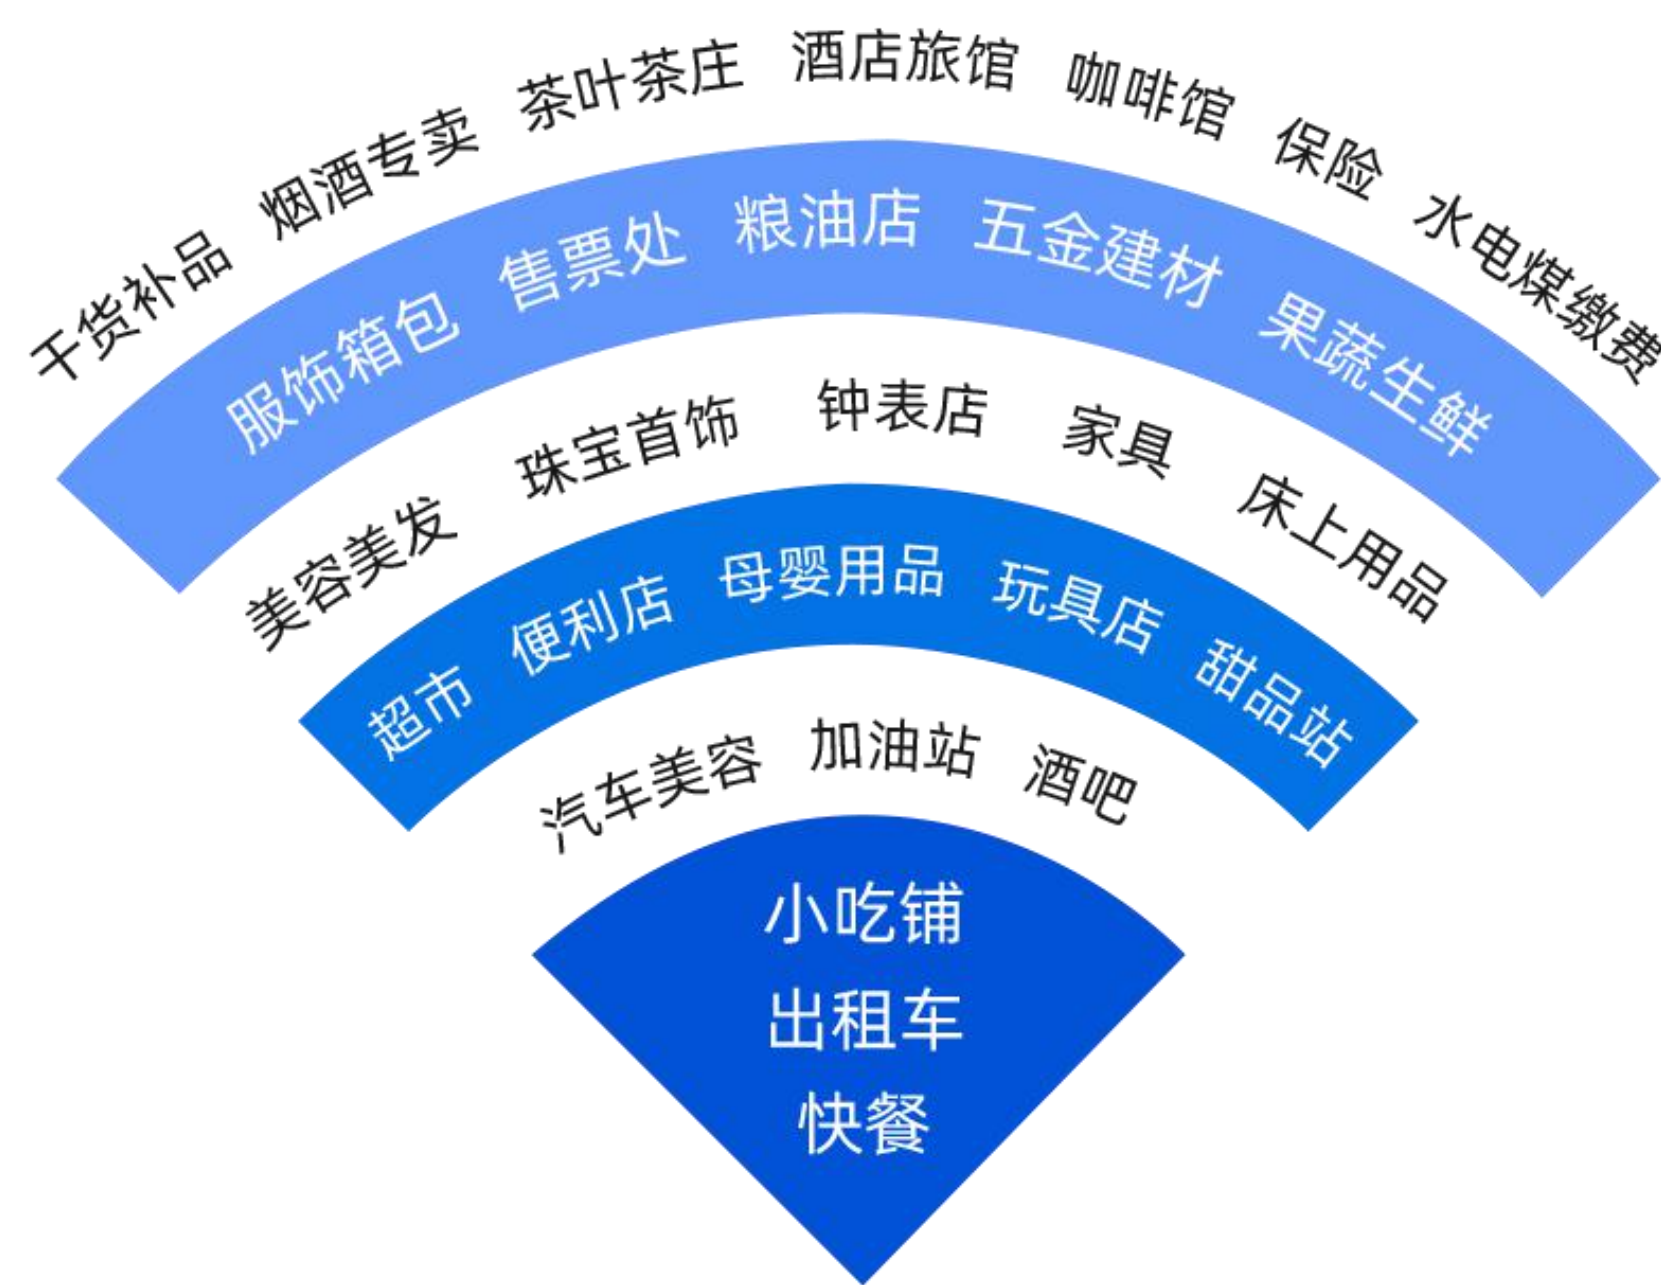 干货补品 烟酒专卖 茶叶茶庄 酒店旅馆 咖啡馆 保险 水电煤缴费
服饰箱包 售票处 粮油店 五金建材 果蔬生鲜
美容美发 珠宝首饰 钟表店 家具 床上用品
超市 便利店 母婴用品 玩具店 甜品站
汽车美容 加油站 酒吧
小吃铺
出租车
快餐